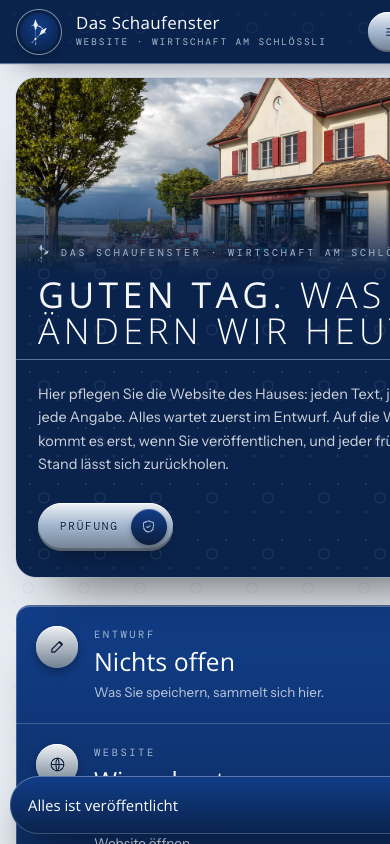 Das Schaufenster
WEBSITE · WIRTSCHAFT AM SCHLÖSSLI
DAS SCHAUFENSTER · WIRTSCHAFT AM
GUTEN TAG. WAS
ÄNDERN WIR
Hier pflegen Sie die Website des Hauses: jeden Text,
jede Angabe. Alles wartet zuerst im Entwurf. Auf die
kommt es erst, wenn Sie veröffentlichen, und jeder
Stand lässt sich zurückholen.
PRÜFUNG
ENTWURF
Nichts offen
Was Sie speichern, sammelt sich hier.
WEBSITE
Alles ist veröffentlicht
Website öffnen